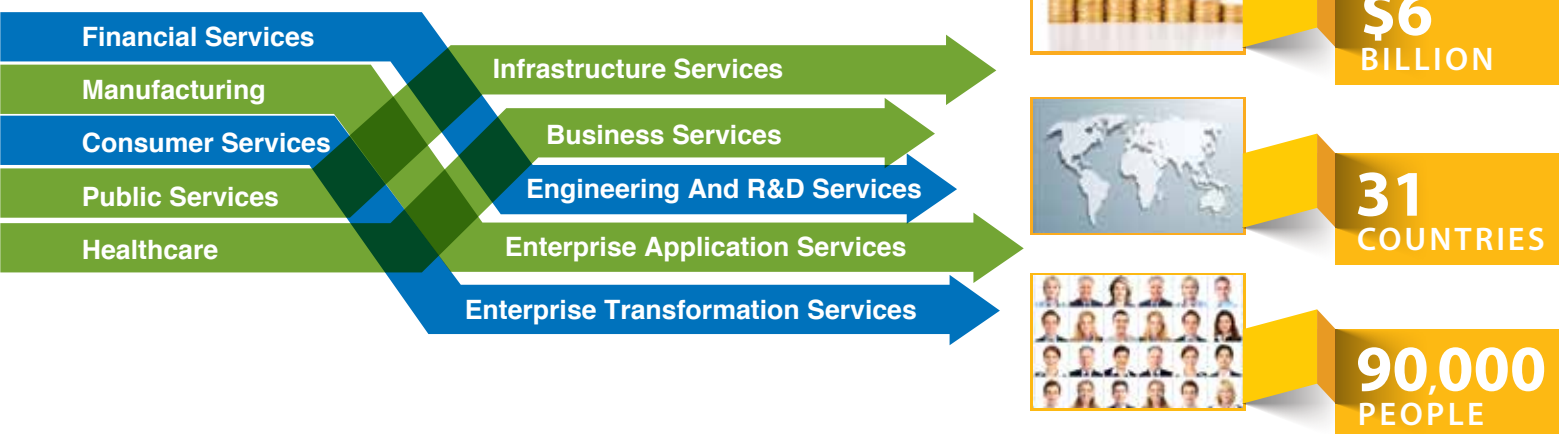 Financial Services
Manufacturing
Consumer Services
Public Services
Healthcare
Infrastructure Services
Business Services
Engineering And R&D Services
Enterprise Application Services
Enterprise Transformation Services
$6
BILLION
31
COUNTRIES
90,000
PEOPLE